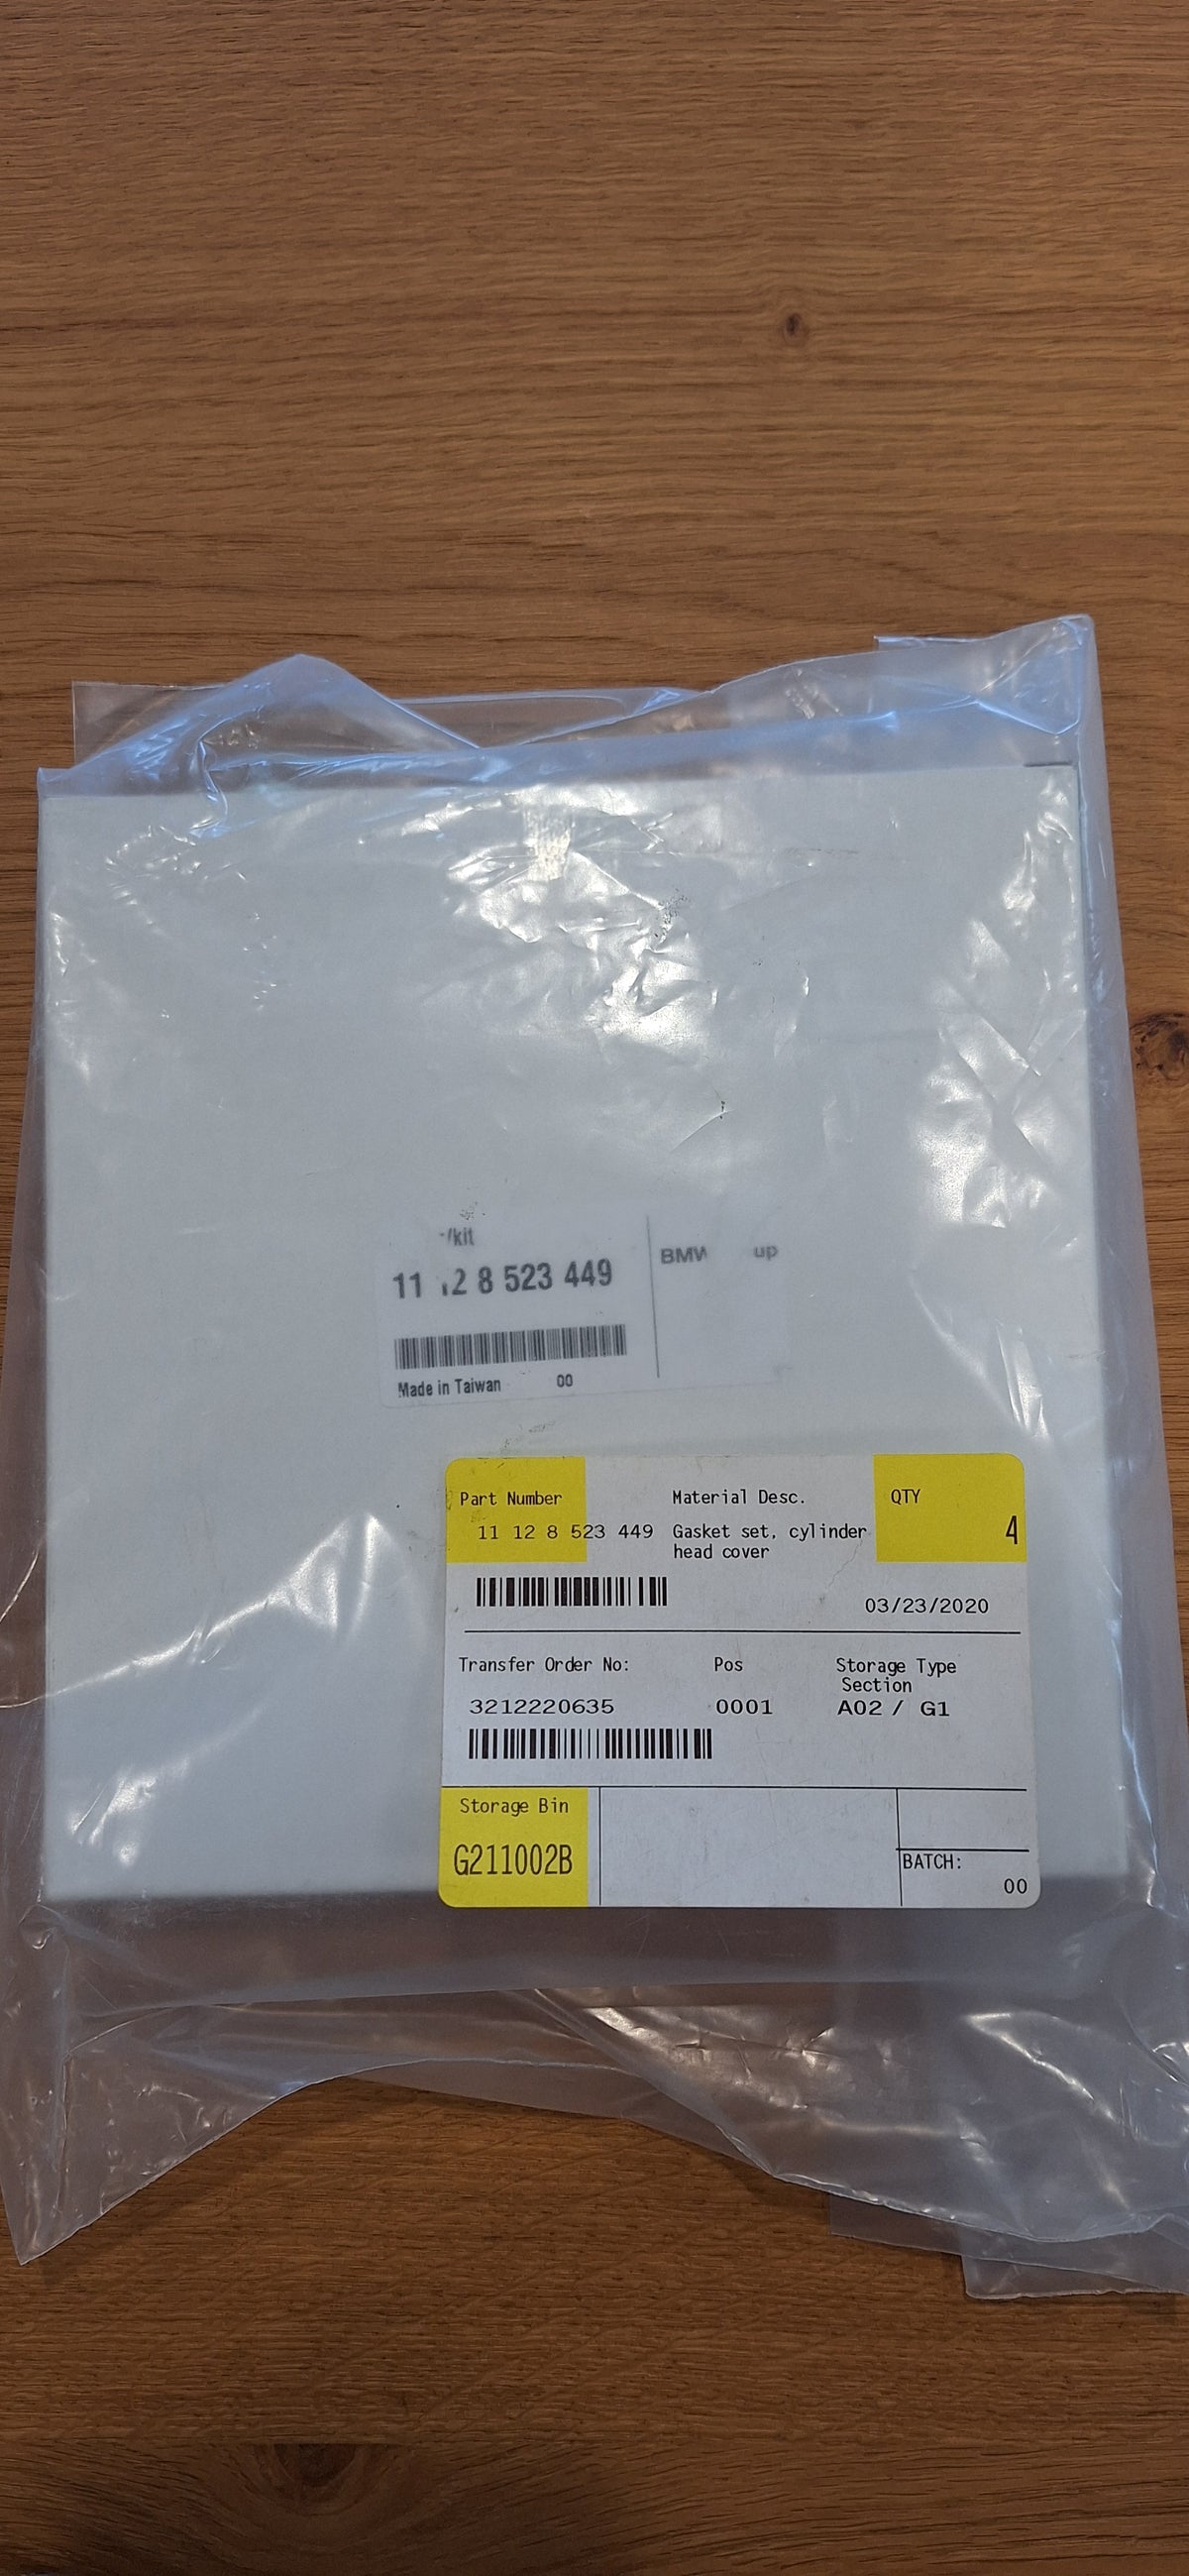 -/kit
11 12 8 523 449
BMW up
Made in Taiwan 00
Part Number Material Desc. QTY
11 12 8 523 449 Gasket set, cylinder 4
head cover
03/23/2020
Transfer Order No: Pos Storage Type
Section
3212220635 0001 A02 / G1
Storage Bin
G211002B
BATCH:
00